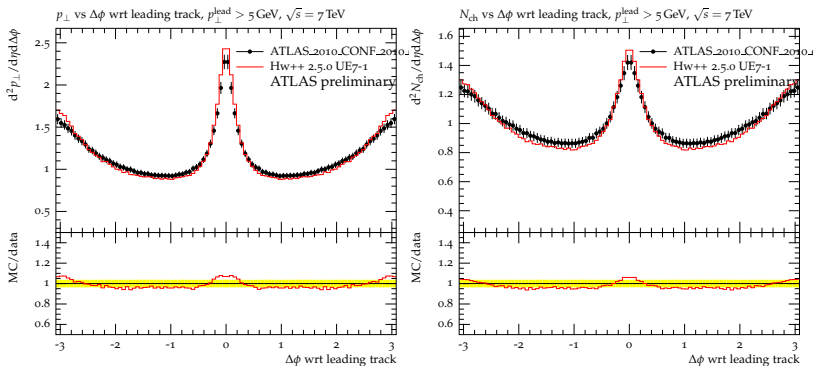 p⊥ vs Δϕ wrt leading track, p⊥^lead > 5 GeV, √s = 7 TeV
d²p⊥/dηdΔϕ
ATLAS_2010_CONF_2010_
Hw++ 2.5.0 UE7-1
ATLAS preliminary
2.5
2
1.5
1
0.5
MC/data
1.4
1.2
1
0.8
0.6
-3 -2 -1 0 1 2 3
Δϕ wrt leading track
N_ch vs Δϕ wrt leading track, p⊥^lead > 5 GeV, √s = 7 TeV
d²N_ch/dηdΔϕ
ATLAS_2010_CONF_2010_
Hw++ 2.5.0 UE7-1
ATLAS preliminary
1.6
1.4
1.2
1
0.8
0.6
0.4
MC/data
1.4
1.2
1
0.8
0.6
-3 -2 -1 0 1 2 3
Δϕ wrt leading track